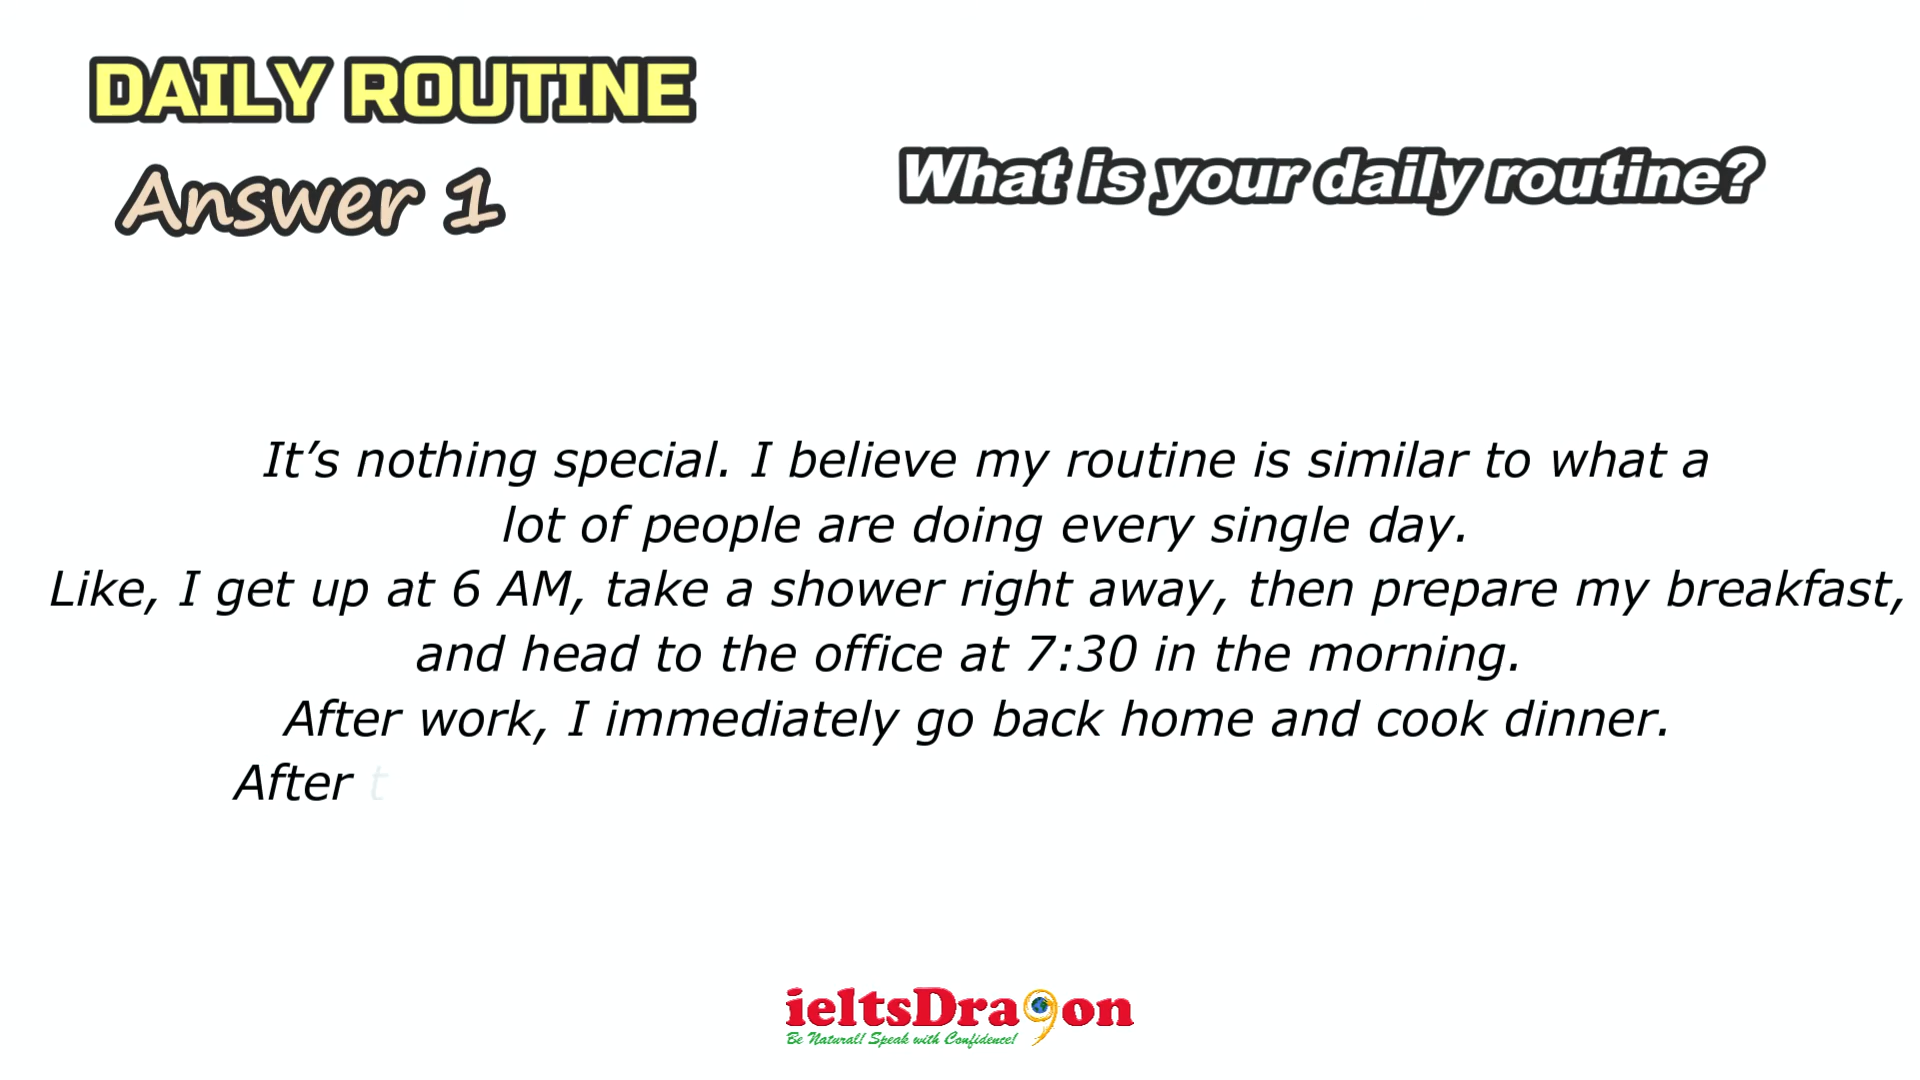 DAILY ROUTINE
Answer 1
What is your daily routine?
It’s nothing special. I believe my routine is similar to what a
lot of people are doing every single day.
Like, I get up at 6 AM, take a shower right away, then prepare my breakfast,
and head to the office at 7:30 in the morning.
After work, I immediately go back home and cook dinner.
After t
ieltsDra9on
Be Natural! Speak with Confidence!